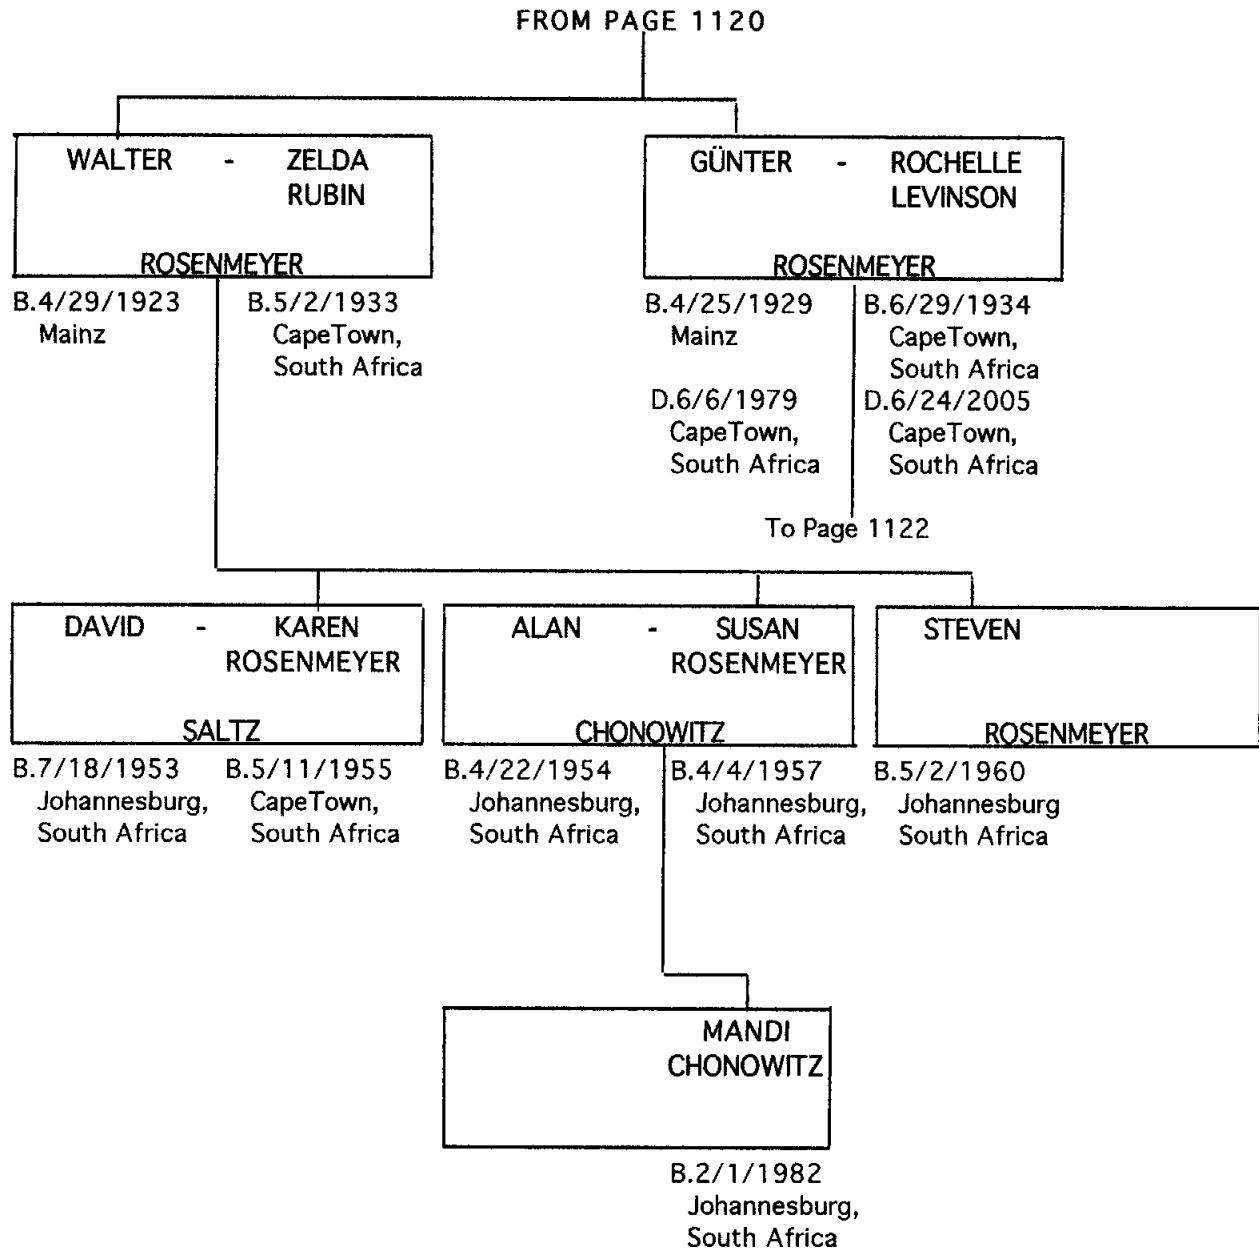 FROM PAGE 1120
WALTER - ZELDA
RUBIN
ROSENMEYER
B.4/29/1923
Mainz
B.5/2/1933
CapeTown,
South Africa
GÜNTER - ROCHELLE
LEVINSON
ROSENMEYER
B.4/25/1929
Mainz
D.6/6/1979
CapeTown,
South Africa
B.6/29/1934
CapeTown,
South Africa
D.6/24/2005
CapeTown,
South Africa
To Page 1122
DAVID - KAREN
ROSENMEYER
SALTZ
B.7/18/1953
Johannesburg,
South Africa
B.5/11/1955
CapeTown,
South Africa
ALAN - SUSAN
ROSENMEYER
CHONOWITZ
B.4/22/1954
Johannesburg,
South Africa
B.4/4/1957
Johannesburg,
South Africa
STEVEN
ROSENMEYER
B.5/2/1960
Johannesburg
South Africa
MANDI
CHONOWITZ
B.2/1/1982
Johannesburg,
South Africa